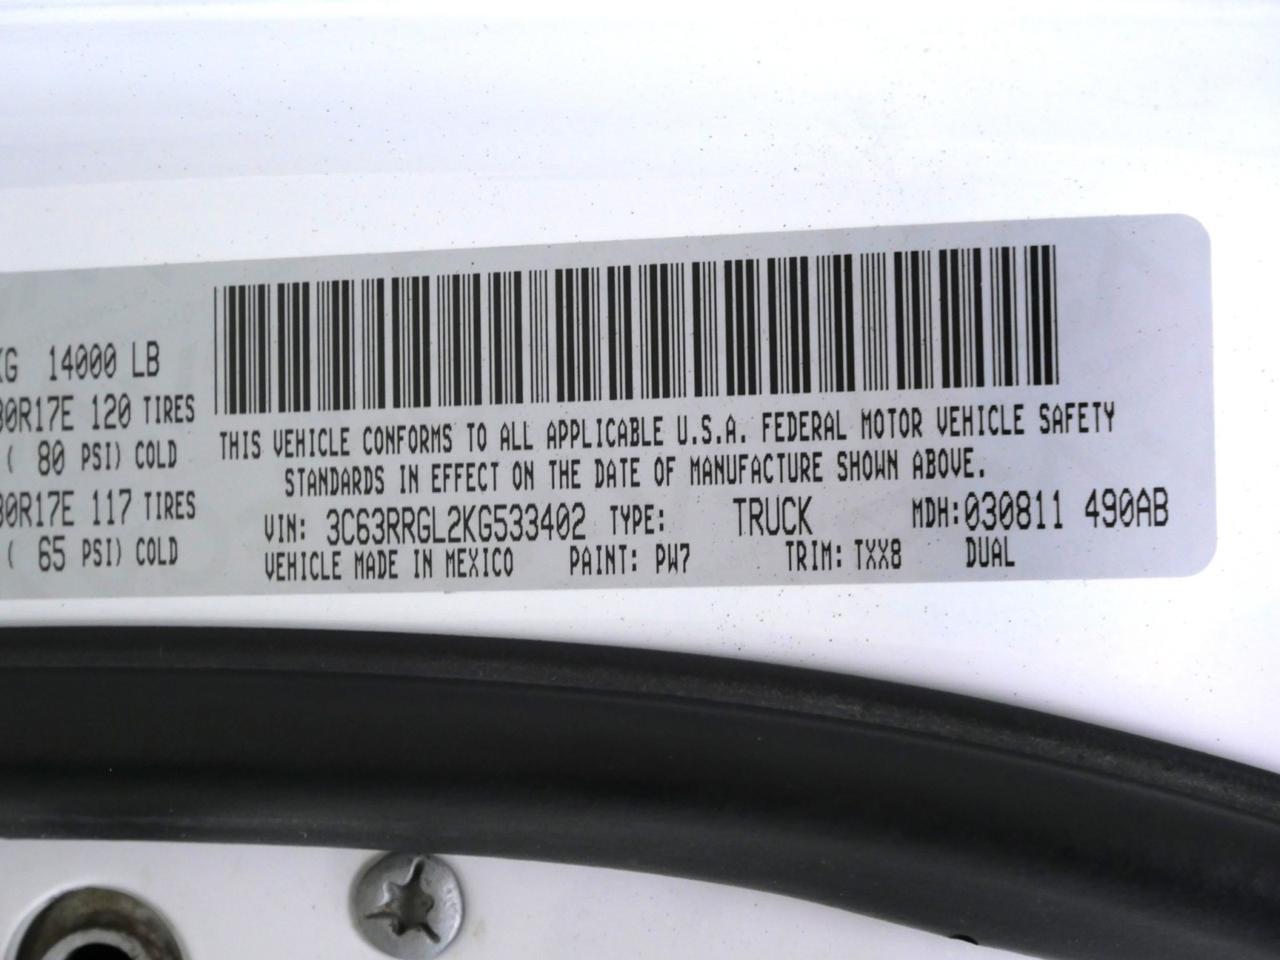 KG 14000 LB
80R17E 120 TIRES
( 80 PSI) COLD
80R17E 117 TIRES
( 65 PSI) COLD
THIS VEHICLE CONFORMS TO ALL APPLICABLE U.S.A. FEDERAL MOTOR VEHICLE SAFETY
STANDARDS IN EFFECT ON THE DATE OF MANUFACTURE SHOWN ABOVE.
VIN: 3C63RRGL2KG533402 TYPE: TRUCK MDH:030811 490AB
VEHICLE MADE IN MEXICO PAINT: PW7 TRIM: TXX8 DUAL